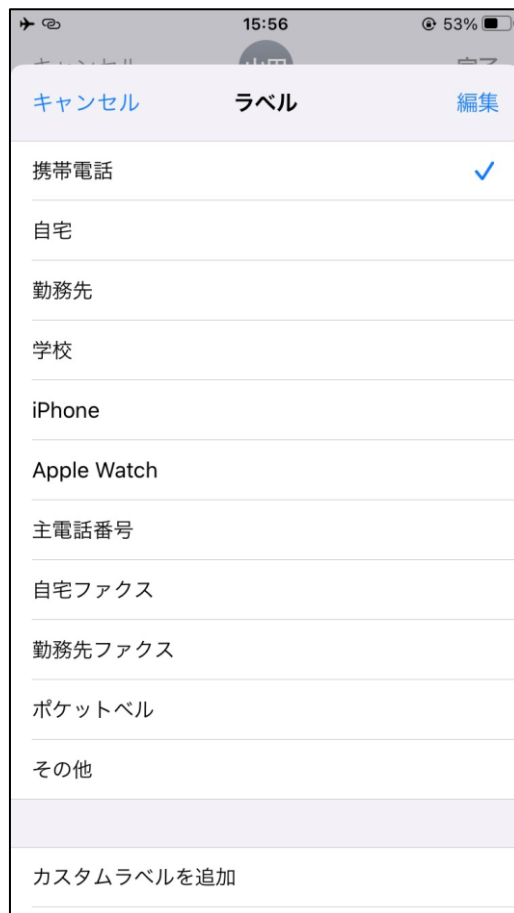 15:56 53%
キャンセル ラベル 編集
携帯電話
自宅
勤務先
学校
iPhone
Apple Watch
主電話番号
自宅ファクス
勤務先ファクス
ポケットベル
その他
カスタムラベルを追加